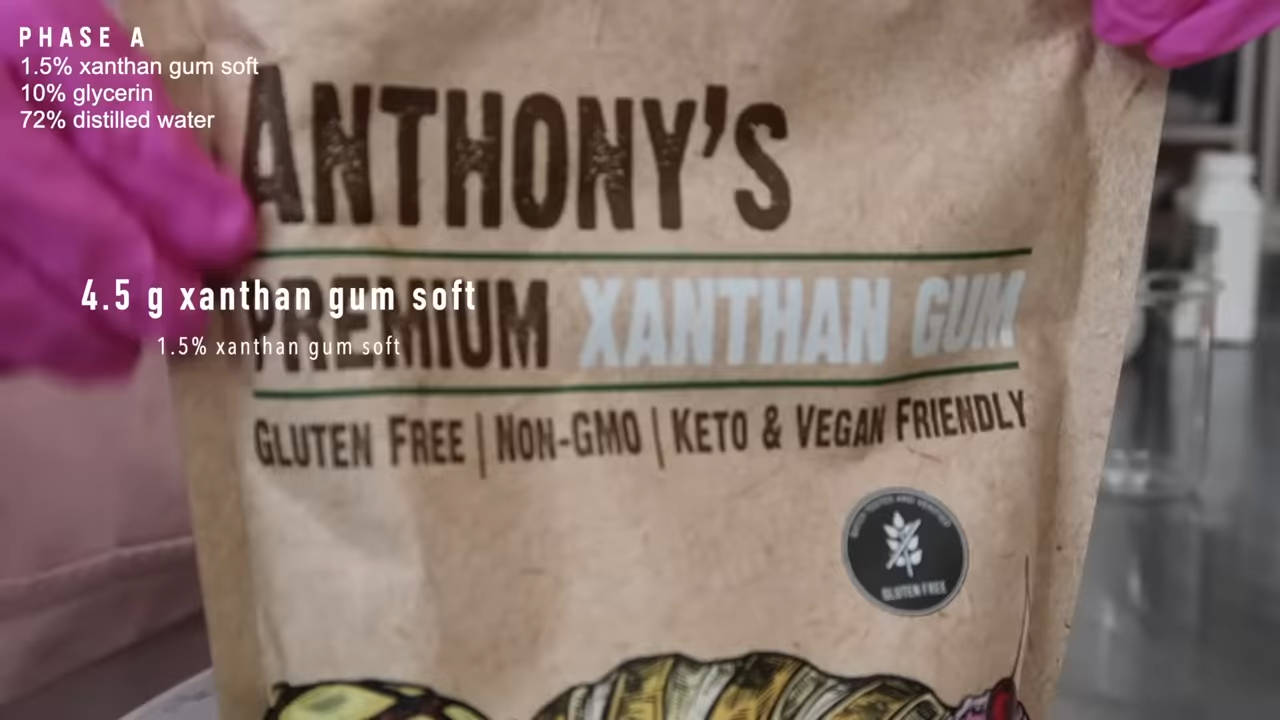 PHASE A
1.5% xanthan gum soft
10% glycerin
72% distilled water
ANTHONY'S
4.5 g xanthan gum soft
PREMIUM XANTHAN GUM
1.5% xanthan gum soft
GLUTEN FREE | NON-GMO | KETO & VEGAN FRIENDLY
GLUTEN FREE